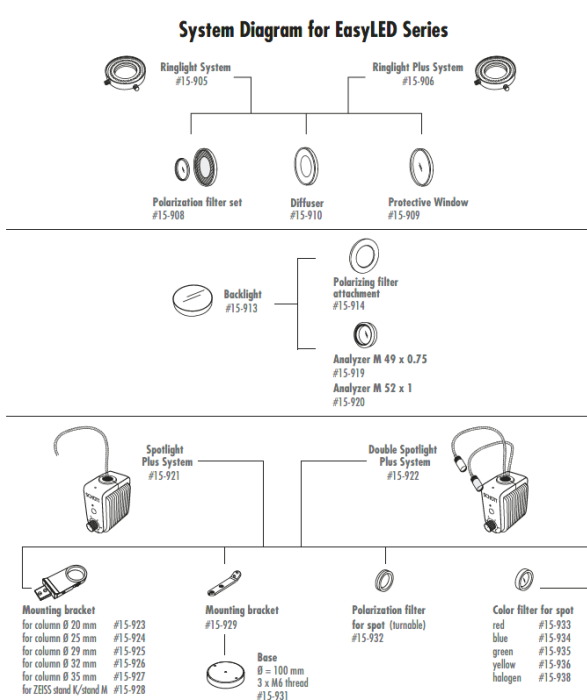 System Diagram for EasyLED Series
Ringlight System
#15-905
Ringlight Plus System
#15-906
Polarization filter set
#15-908
Diffuser
#15-910
Protective Window
#15-909
Backlight
#15-913
Polarizing filter
attachment
#15-914
Analyzer M 49 x 0.75
#15-919
Analyzer M 52 x 1
#15-920
Spotlight
Plus System
#15-921
Double Spotlight
Plus System
#15-922
SCHOTT
SCHOTT
Mounting bracket
for column Ø 20 mm #15-923
for column Ø 25 mm #15-924
for column Ø 29 mm #15-925
for column Ø 32 mm #15-926
for column Ø 35 mm #15-927
for ZEISS stand K/stand M #15-928
Mounting bracket
#15-929
Base
Ø = 100 mm
3 x M6 thread
#15-931
Polarization filter
for spot (turnable)
#15-932
Color filter for spot
red #15-933
blue #15-934
green #15-935
yellow #15-936
halogen #15-938